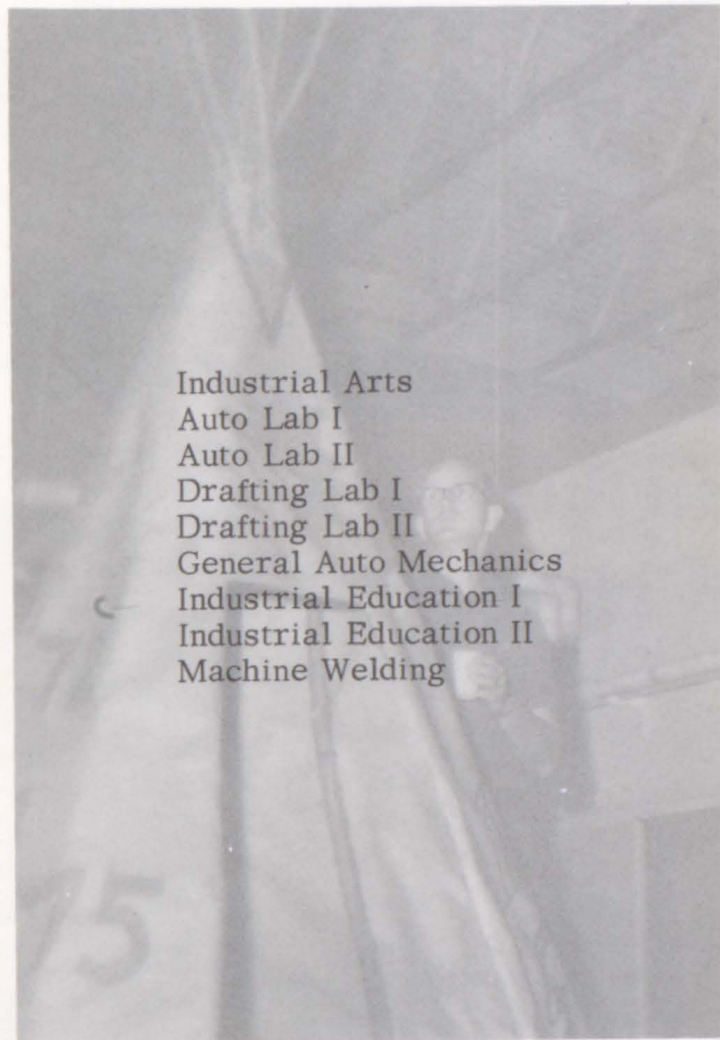 Industrial Arts
Auto Lab I
Auto Lab II
Drafting Lab I
Drafting Lab II
General Auto Mechanics
Industrial Education I
Industrial Education II
Machine Welding
75